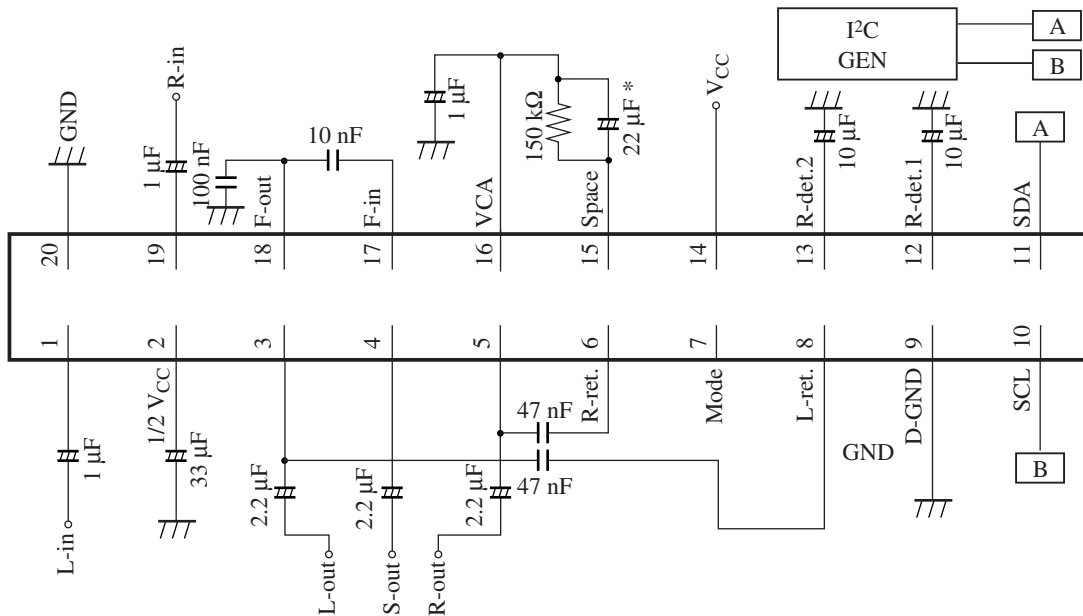 I²C
GEN
A
B
GND
R-in
1 µF
100 nF
10 nF
F-out
F-in
1 µF
VCA
150 kΩ
22 µF *
Space
V_CC
10 µF
R-det.2
10 µF
R-det.1
A
SDA
20
19
18
17
16
15
14
13
12
11
1
2
3
4
5
6
7
8
9
10
L-in
1 µF
1/2 V_CC
33 µF
2.2 µF
L-out
2.2 µF
S-out
2.2 µF
R-out
47 nF
47 nF
R-ret.
Mode
L-ret.
GND
D-GND
SCL
B